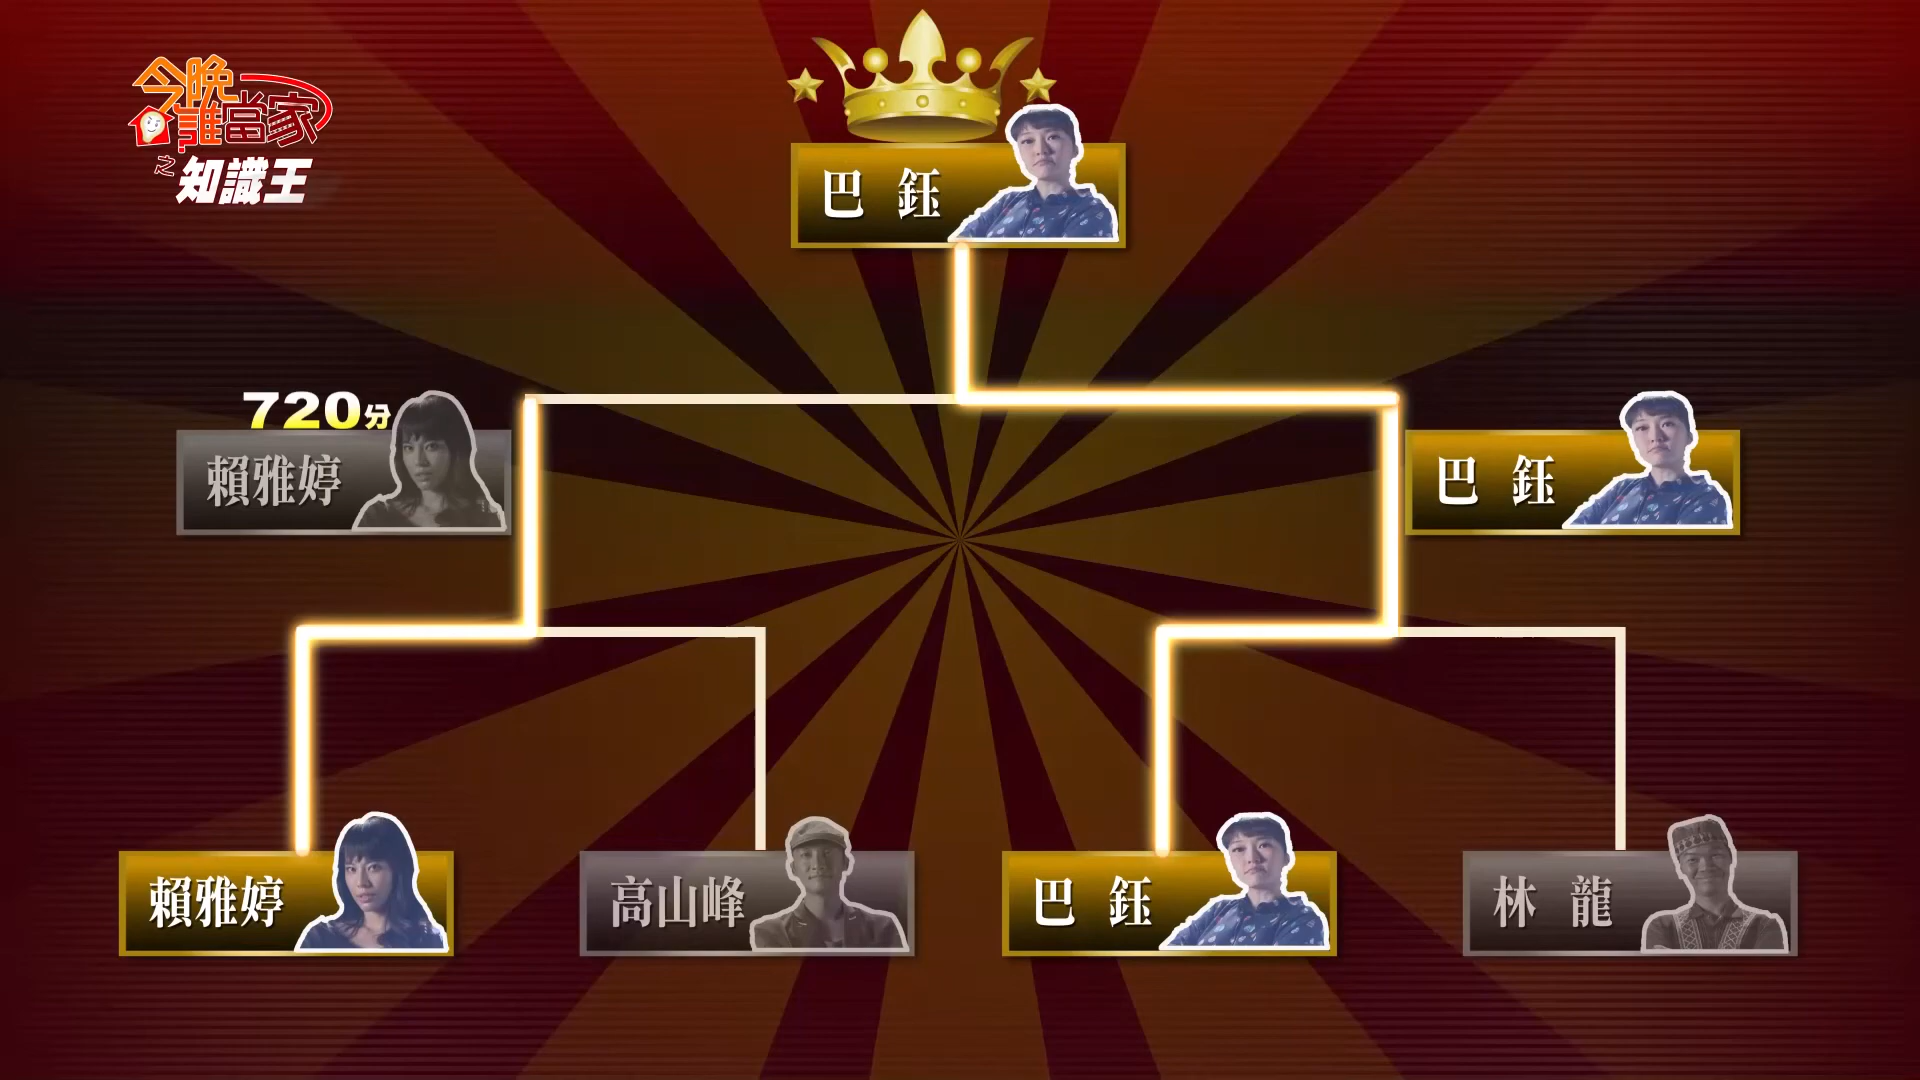 今晚
誰當家
之知識王
巴 鈺
720分
賴雅婷
巴 鈺
賴雅婷
高山峰
巴 鈺
林 龍